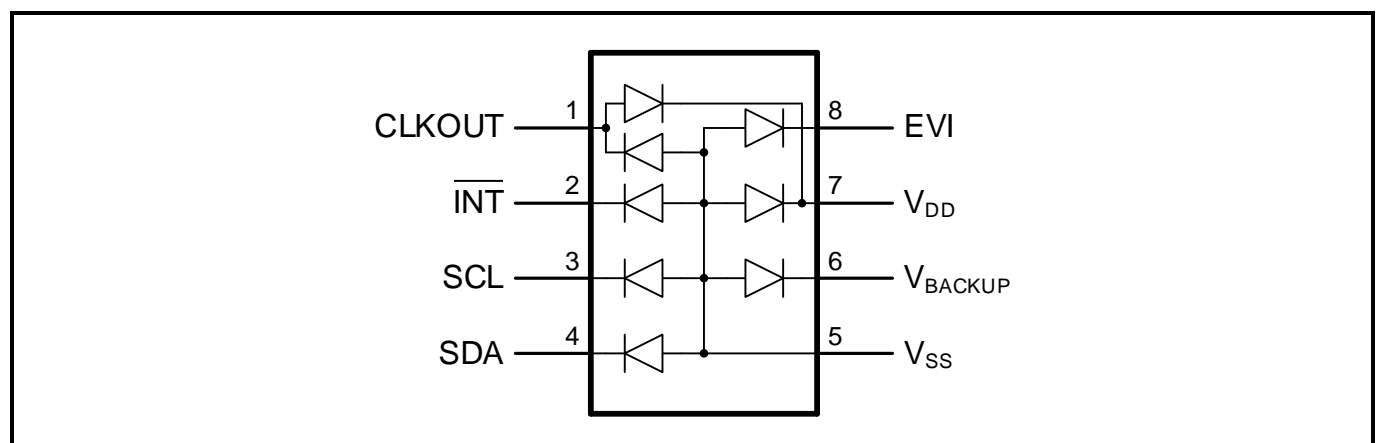 1 8
CLKOUT EVI
2 7
INT VDD
3 6
SCL VBACKUP
4 5
SDA VSS